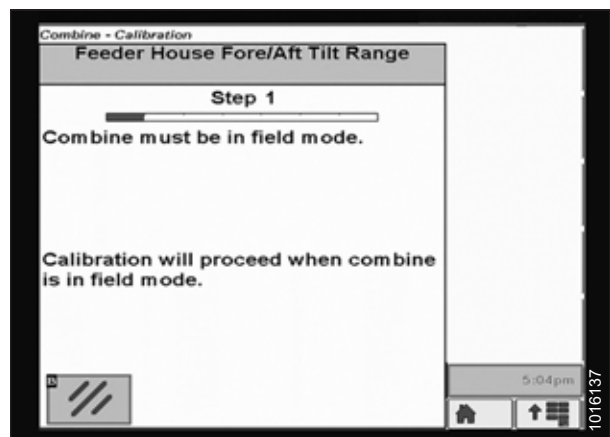 Combine - Calibration
Feeder House Fore/Aft Tilt Range
Step 1
Combine must be in field mode.
Calibration will proceed when combine
is in field mode.
5:04pm
1016137